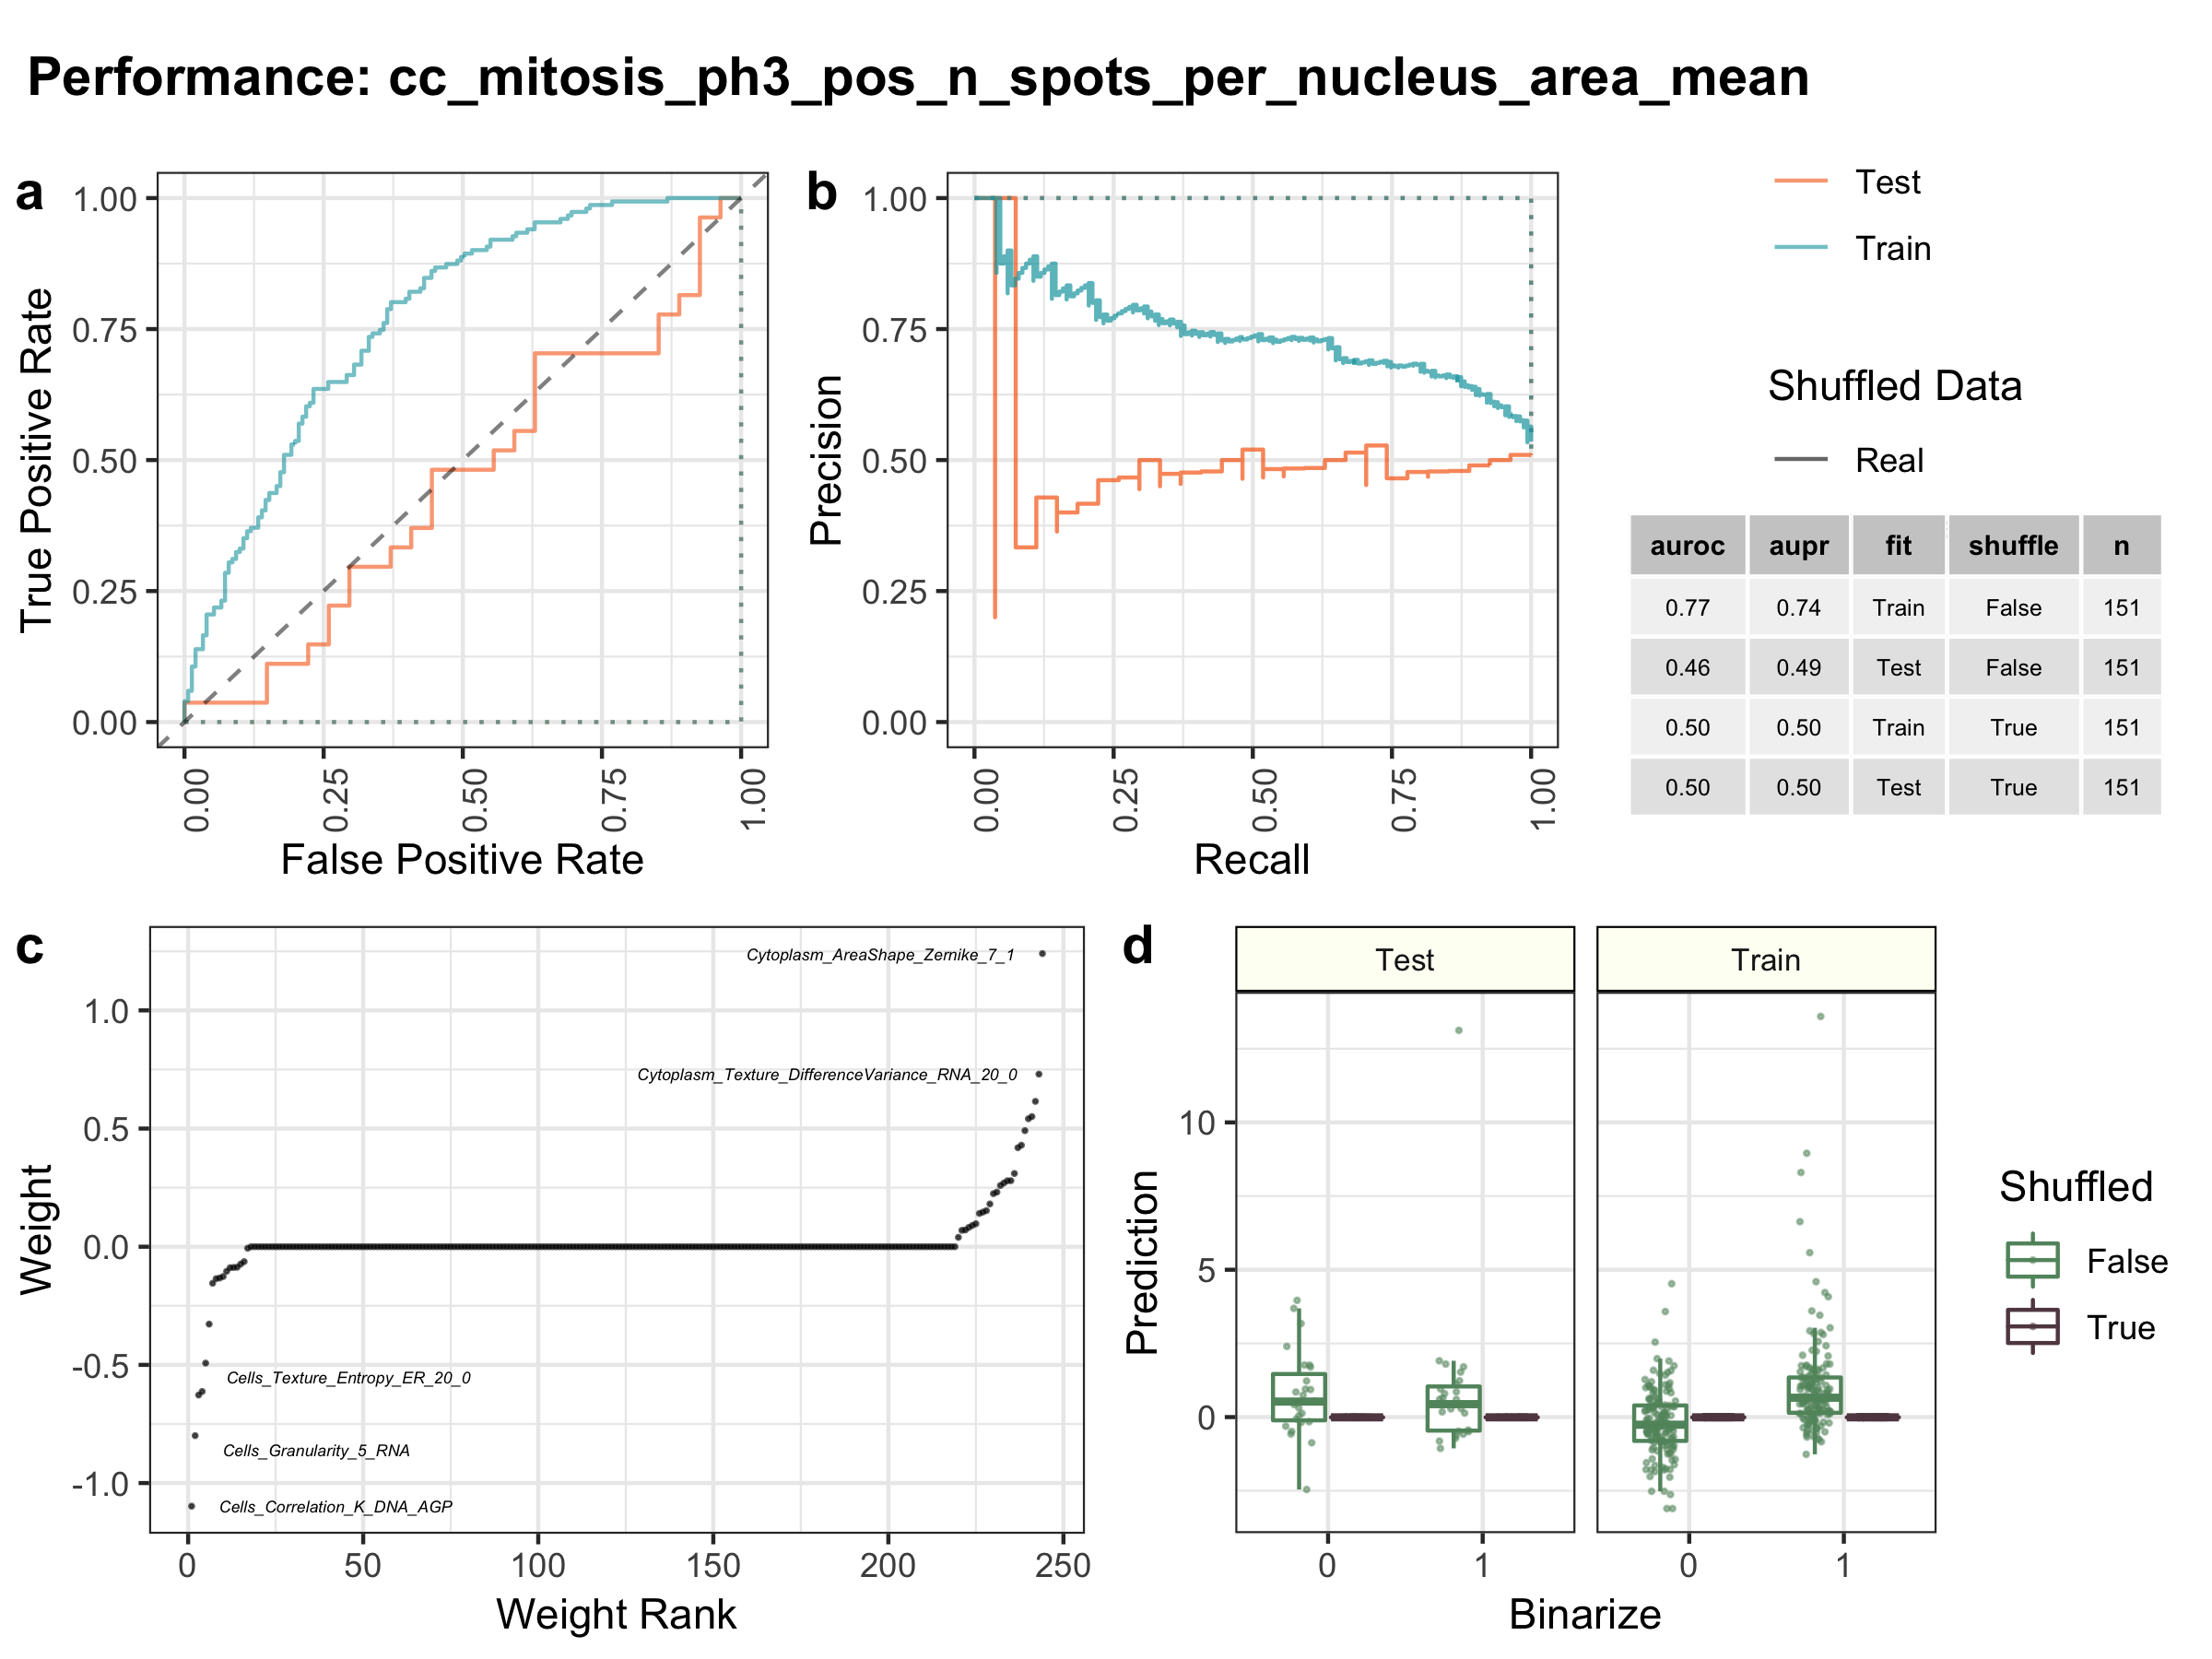 Performance: cc_mitosis_ph3_pos_n_spots_per_nucleus_area_mean
a
True Positive Rate
1.00
0.75
0.50
0.25
0.00
0.00 0.25 0.50 0.75 1.00
False Positive Rate
b
Precision
1.00
0.75
0.50
0.25
0.00
0.00 0.25 0.50 0.75 1.00
Recall
Test
Train
Shuffled Data
Real
auroc aupr fit shuffle n
0.77 0.74 Train False 151
0.46 0.49 Test False 151
0.50 0.50 Train True 151
0.50 0.50 Test True 151
c
Weight
1.0
0.5
0.0
-0.5
-1.0
Cytoplasm_AreaShape_Zernike_7_1
Cytoplasm_Texture_DifferenceVariance_RNA_20_0
Cells_Texture_Entropy_ER_20_0
Cells_Granularity_5_RNA
Cells_Correlation_K_DNA_AGP
0 50 100 150 200 250
Weight Rank
d
Test Train
Prediction
10
5
0
0 1 0 1
Binarize
Shuffled
False
True